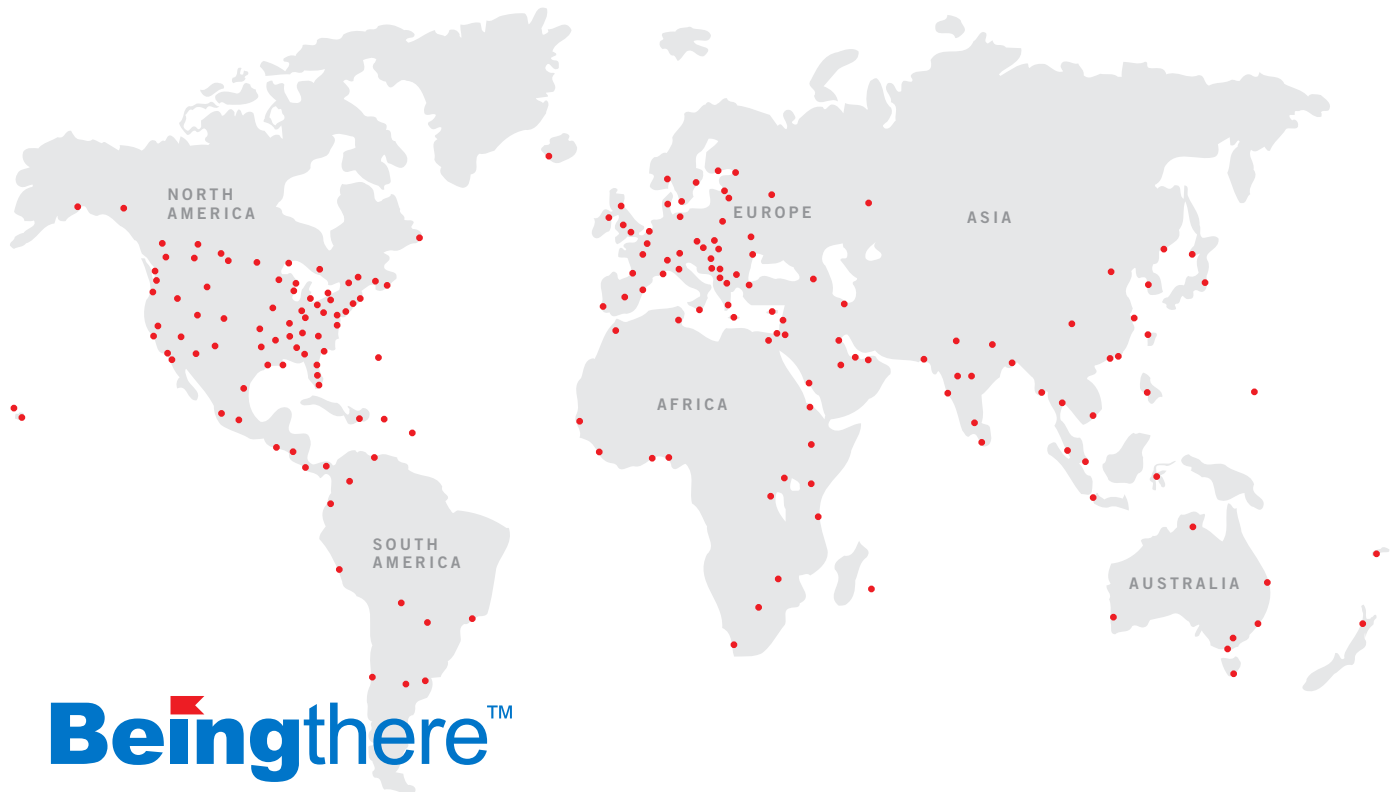 NORTH
AMERICA
EUROPE
ASIA
AFRICA
SOUTH
AMERICA
AUSTRALIA
Beingthere™